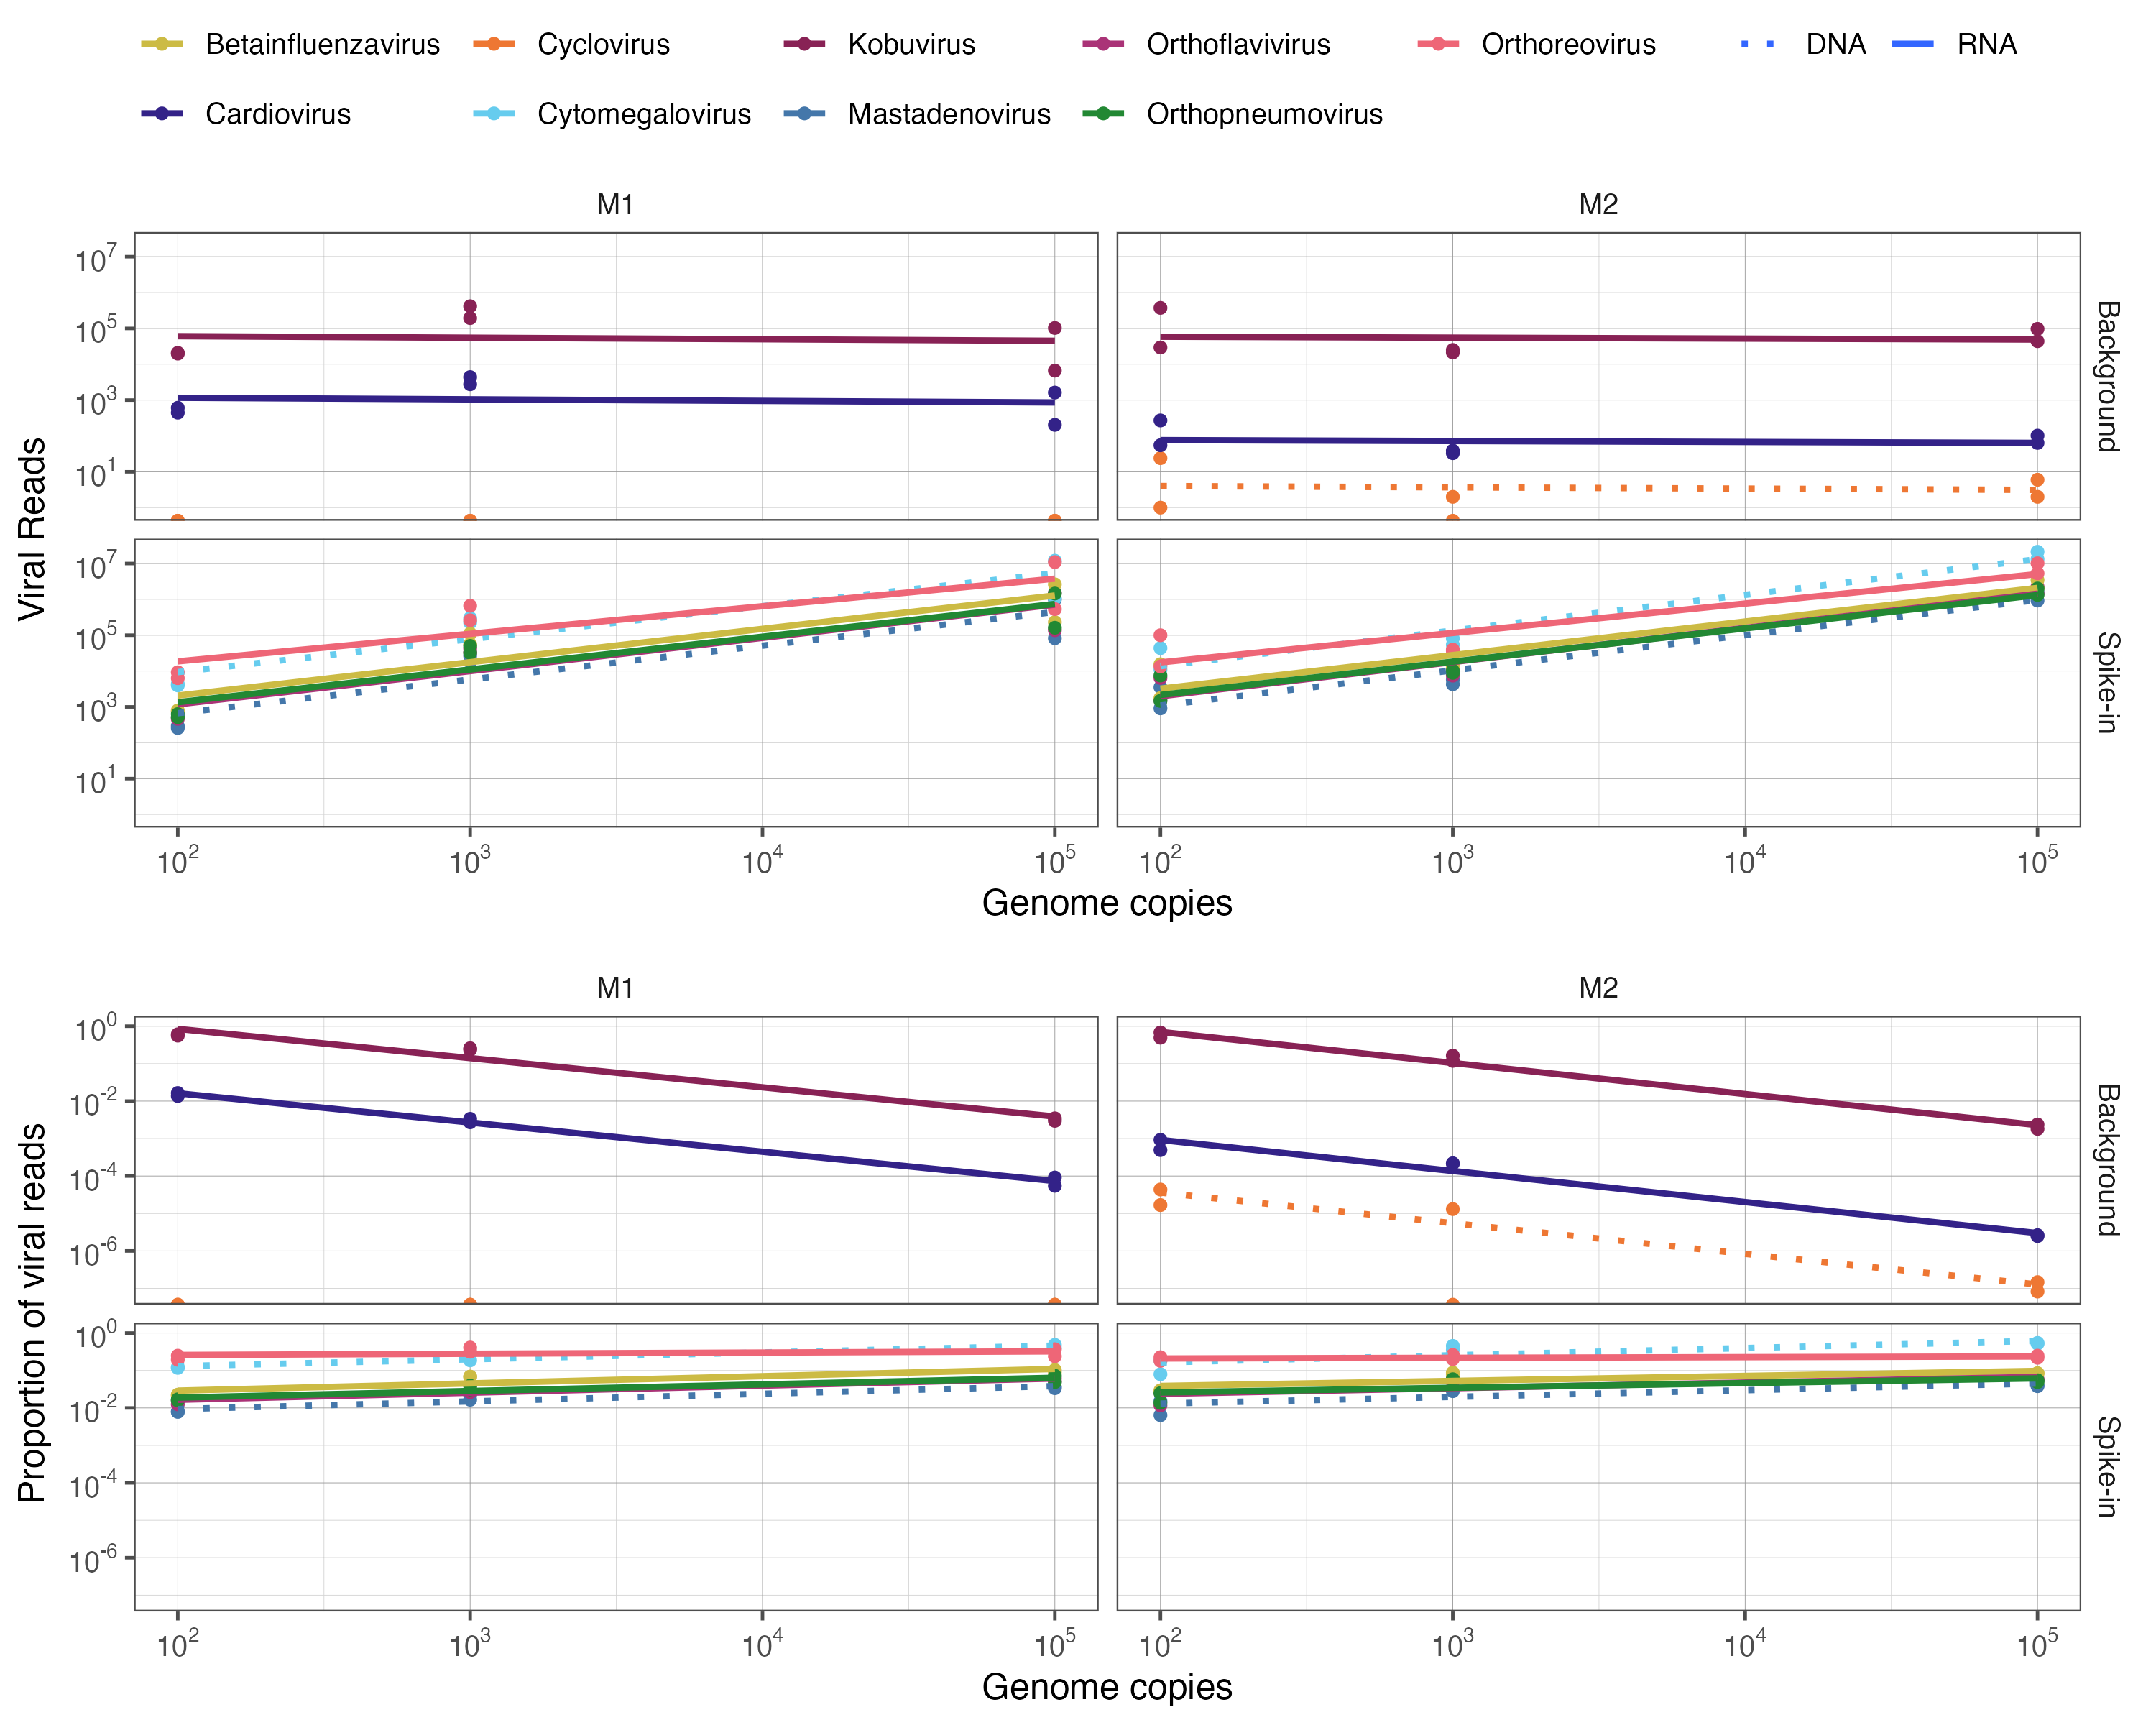 Betainfluenzavirus Cyclovirus Kobuvirus Orthoflavivirus Orthoreovirus DNA RNA
Cardiovirus Cytomegalovirus Mastadenovirus Orthopneumovirus
M1 M2
Viral Reads
10^7
10^5
10^3
10^1
Background
10^7
10^5
10^3
10^1
Spike-in
10^2 10^3 10^4 10^5 10^2 10^3 10^4 10^5
Genome copies
M1 M2
Proportion of viral reads
10^0
10^-2
10^-4
10^-6
Background
10^0
10^-2
10^-4
10^-6
Spike-in
10^2 10^3 10^4 10^5 10^2 10^3 10^4 10^5
Genome copies